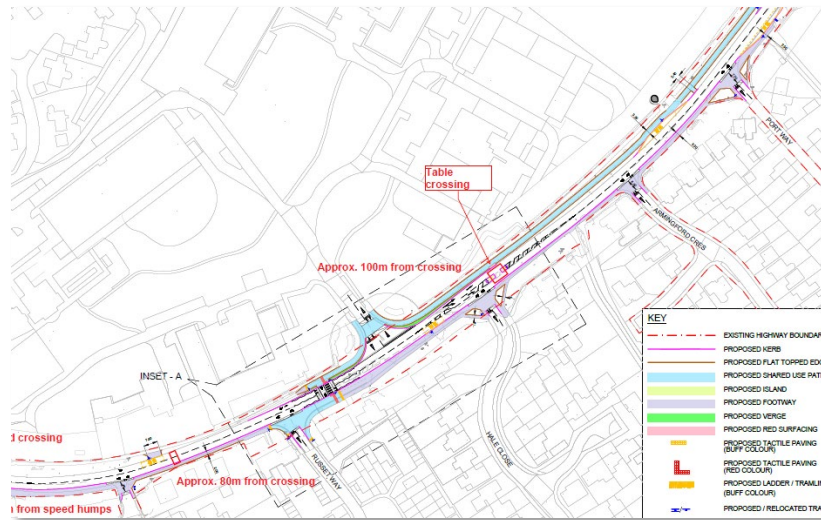 Table
crossing
Approx. 100m from crossing
PORT WAY
ARMINGFORD CRES
INSET - A
HALE CLOSE
RUSSET WAY
d crossing
Approx. 80m from crossing
n from speed humps
KEY
EXISTING HIGHWAY BOUNDAR
PROPOSED KERB
PROPOSED FLAT TOPPED EDG
PROPOSED SHARED USE PAT
PROPOSED ISLAND
PROPOSED FOOTWAY
PROPOSED VERGE
PROPOSED RED SURFACING
PROPOSED TACTILE PAVING
(BUFF COLOUR)
PROPOSED TACTILE PAVING
(RED COLOUR)
PROPOSED LADDER / TRAMLIN
(BUFF COLOUR)
PROPOSED / RELOCATED TRA